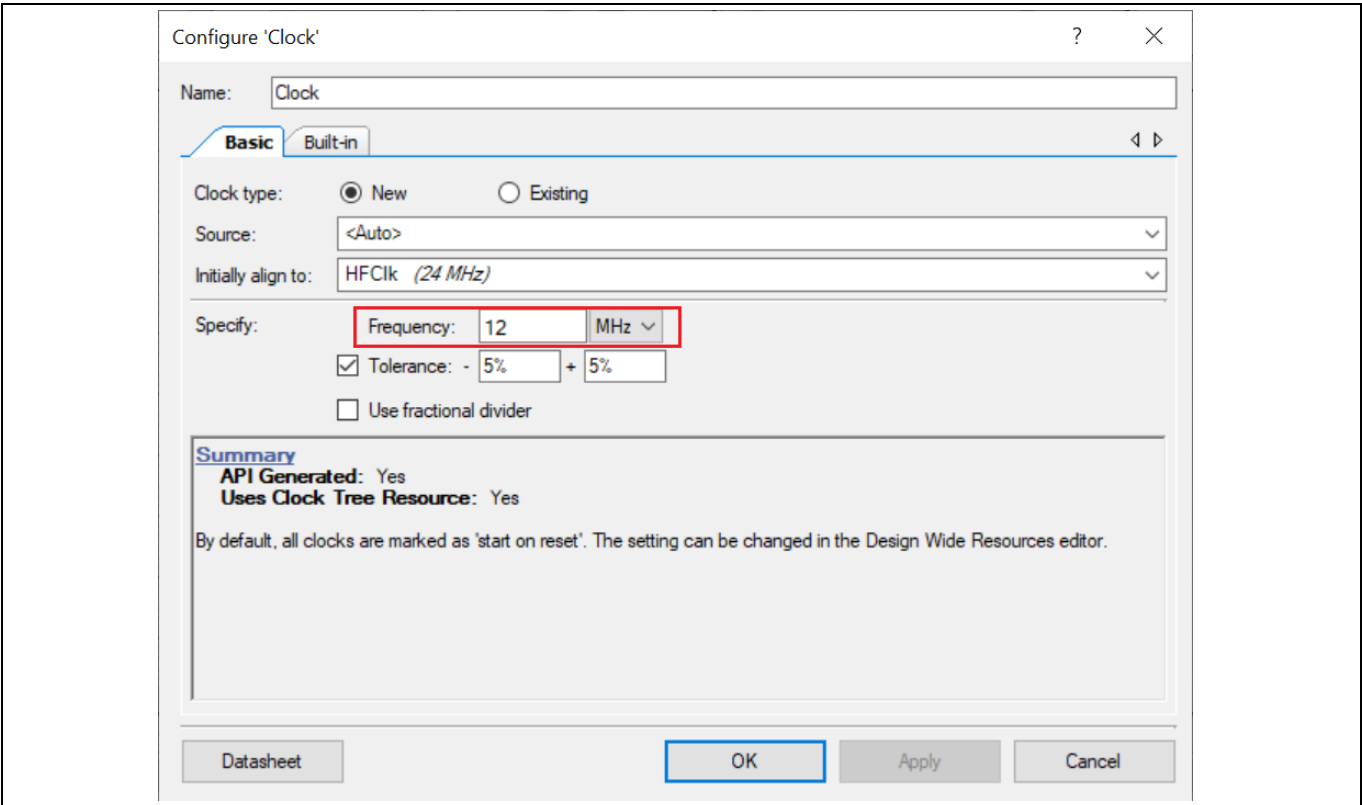 Configure 'Clock' ?
Name: Clock
Basic Built-in
Clock type: New Existing
Source: <Auto>
Initially align to: HFClk (24 MHz)
Specify: Frequency: 12 MHz
Tolerance: - 5% + 5%
Use fractional divider
Summary
API Generated: Yes
Uses Clock Tree Resource: Yes
By default, all clocks are marked as 'start on reset'. The setting can be changed in the Design Wide Resources editor.
Datasheet OK Apply Cancel